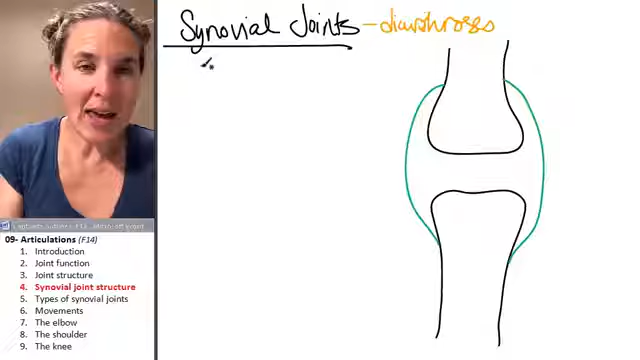 Synovial Joints - diarthroses
09- Articulations (F14)
1. Introduction
2. Joint function
3. Joint structure
4. Synovial joint structure
5. Types of synovial joints
6. Movements
7. The elbow
8. The shoulder
9. The knee